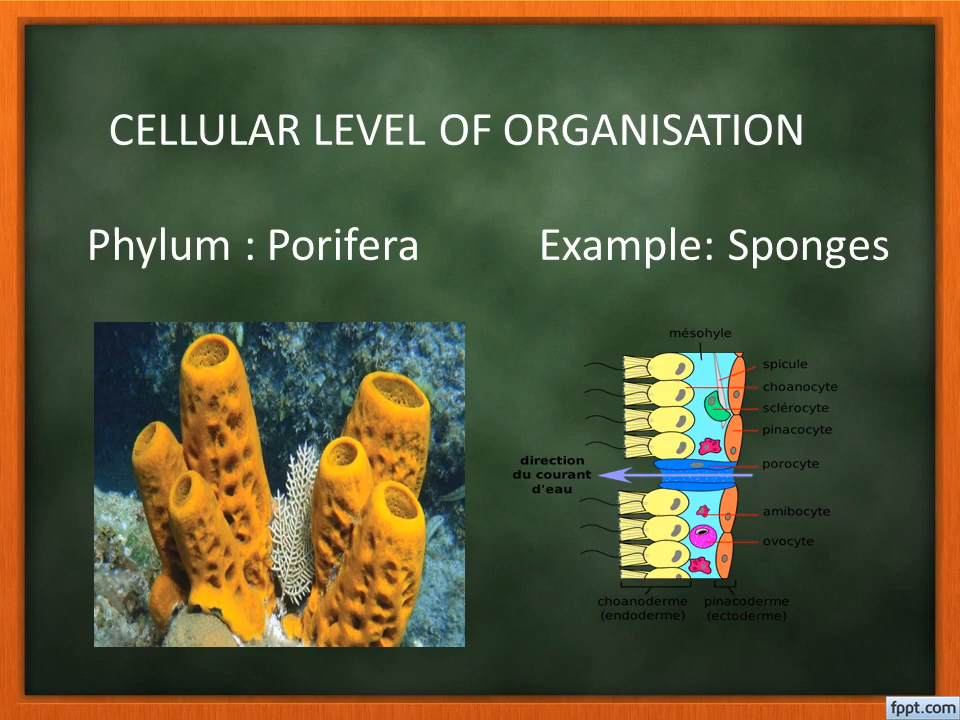 CELLULAR LEVEL OF ORGANISATION
Phylum : Porifera
Example: Sponges
mésohyle
spicule
choanocyte
sclérocyte
pinacocyte
direction
du courant
d'eau
porocyte
amibocyte
ovocyte
choanoderme
(endoderme)
pinacoderme
(ectoderme)
fppt.com